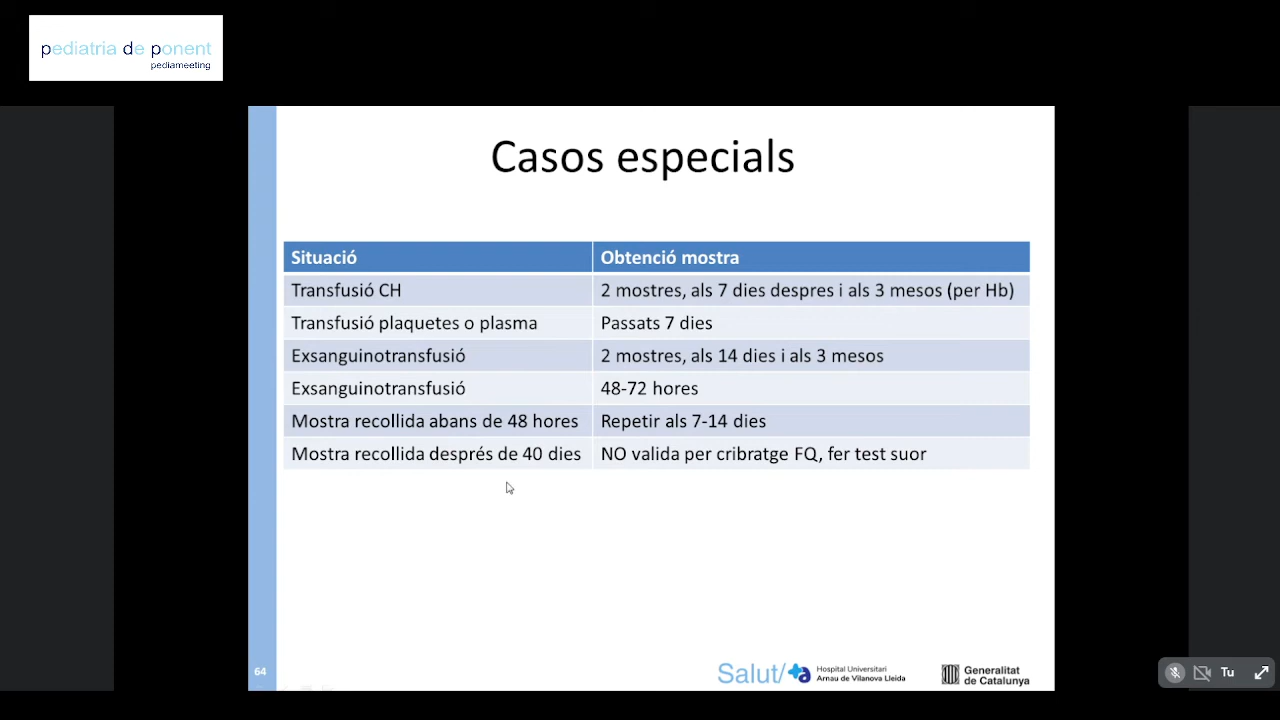 pediatria de ponent
pediameeting
Casos especials
Situació Obtenció mostra
Transfusió CH 2 mostres, als 7 dies despres i als 3 mesos (per Hb)
Transfusió plaquetes o plasma Passats 7 dies
Exsanguinotransfusió 2 mostres, als 14 dies i als 3 mesos
Exsanguinotransfusió 48-72 hores
Mostra recollida abans de 48 hores Repetir als 7-14 dies
Mostra recollida després de 40 dies NO valida per cribratge FQ, fer test suor
64
Salut/ Hospital Universitari
Arnau de Vilanova Lleida
Generalitat
de Catalunya
Tu